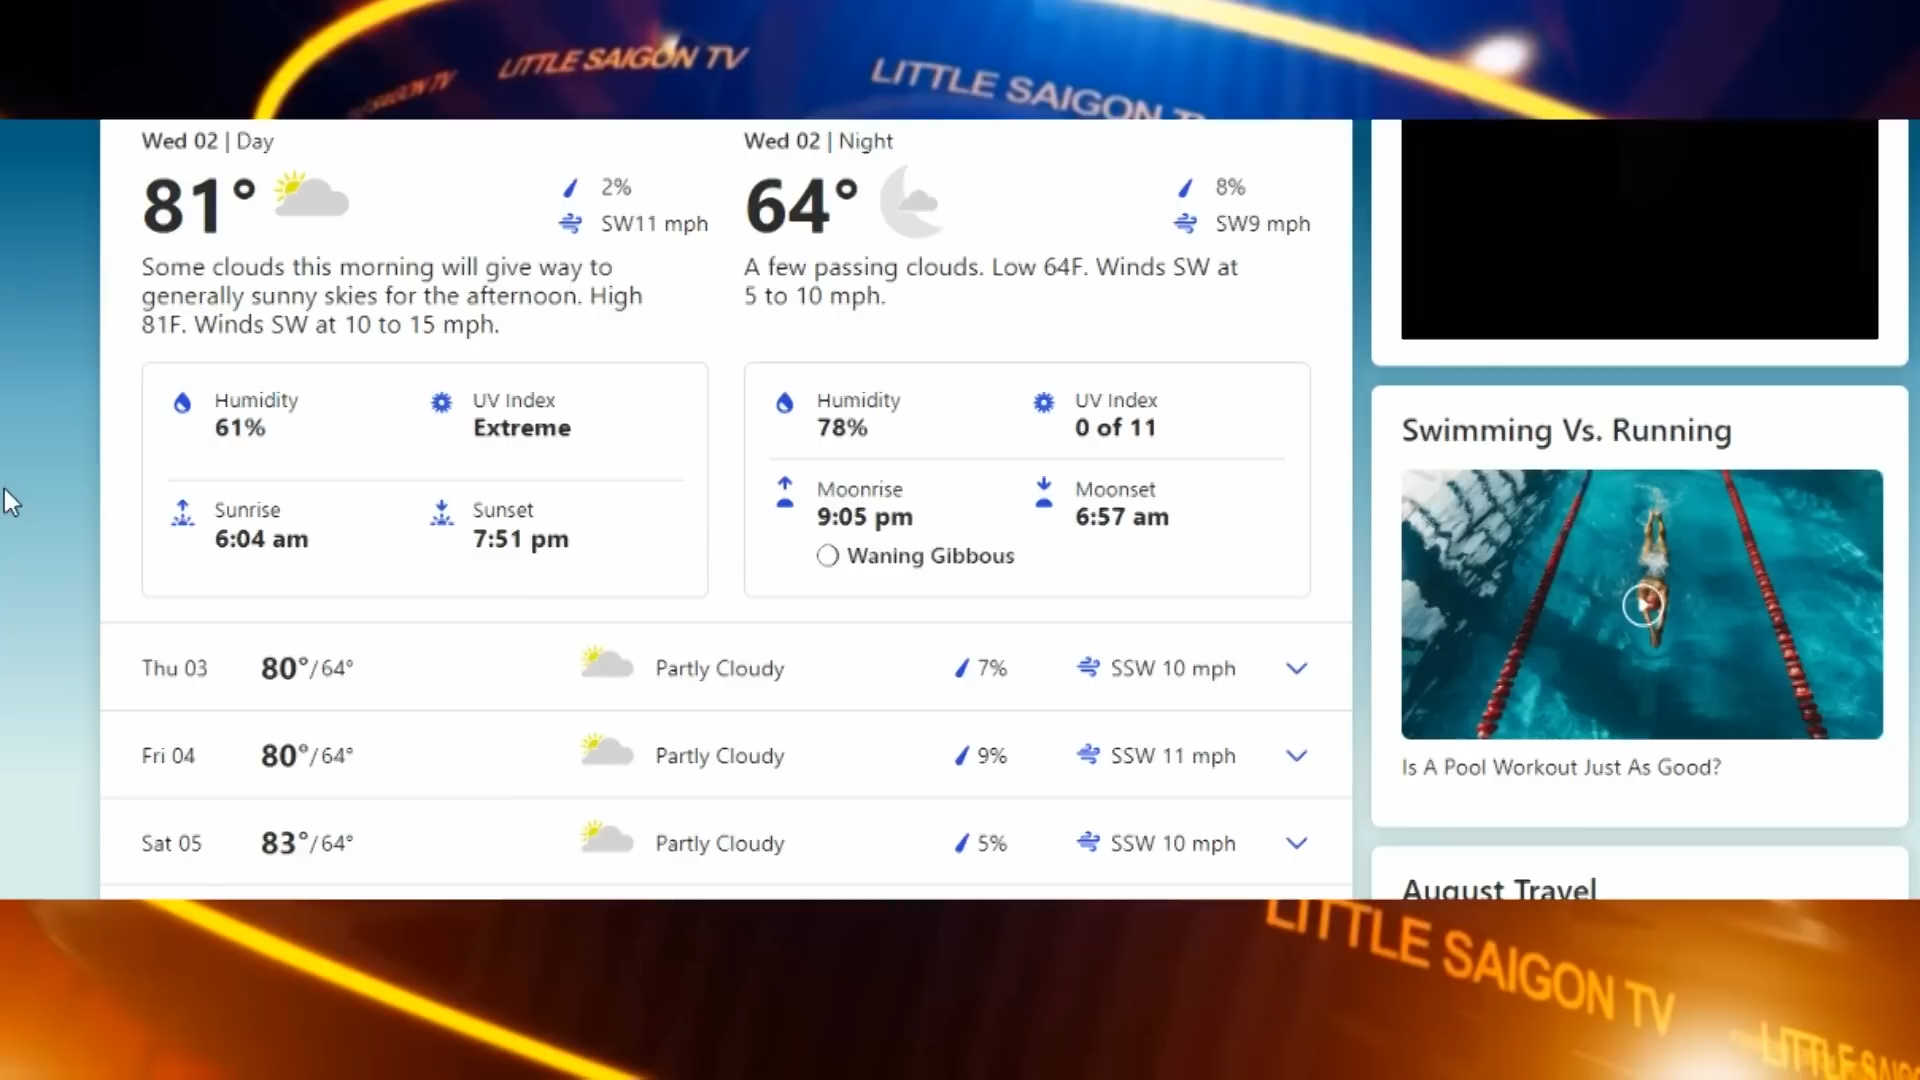 LITTLE SAIGON TV
LITTLE SAIGON TV
Wed 02 | Day
81°
2%
SW11 mph
Some clouds this morning will give way to
generally sunny skies for the afternoon. High
81F. Winds SW at 10 to 15 mph.
Humidity
61%
UV Index
Extreme
Sunrise
6:04 am
Sunset
7:51 pm
Wed 02 | Night
64°
8%
SW9 mph
A few passing clouds. Low 64F. Winds SW at
5 to 10 mph.
Humidity
78%
UV Index
0 of 11
Moonrise
9:05 pm
Waning Gibbous
Moonset
6:57 am
Thu 03 80°/64° Partly Cloudy 7% SSW 10 mph
Fri 04 80°/64° Partly Cloudy 9% SSW 11 mph
Sat 05 83°/64° Partly Cloudy 5% SSW 10 mph
Swimming Vs. Running
Is A Pool Workout Just As Good?
August Travel
LITTLE SAIGON TV
LITTLE SAIG